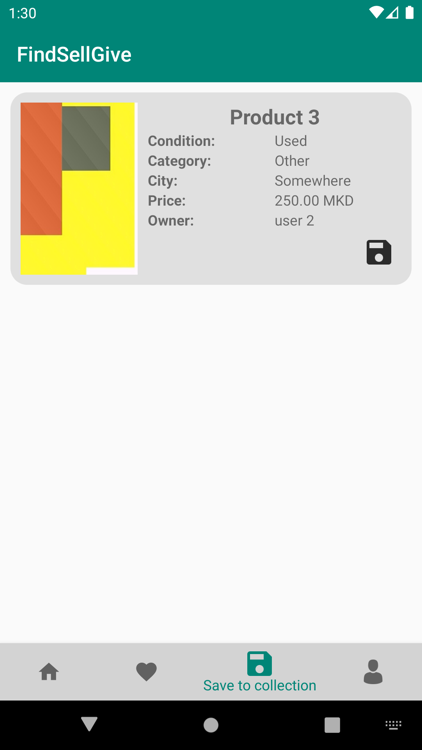 1:30
FindSellGive
Product 3
Condition: Used
Category: Other
City: Somewhere
Price: 250.00 MKD
Owner: user 2
Save to collection